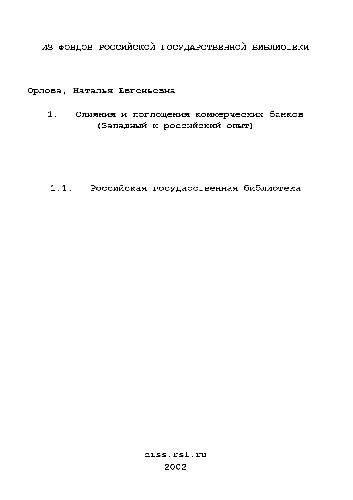 ИЗ ФОНДОВ РОССИЙСКОЙ ГОСУДАРСТВЕННОЙ БИБЛИОТЕКИ
Орлова, Наталья Евгеньевна
1. Слияния и поглощения коммерческих банков
(Западный и российский опыт)
1.1. Российская государственная библиотека
diss.rsl.ru
2002